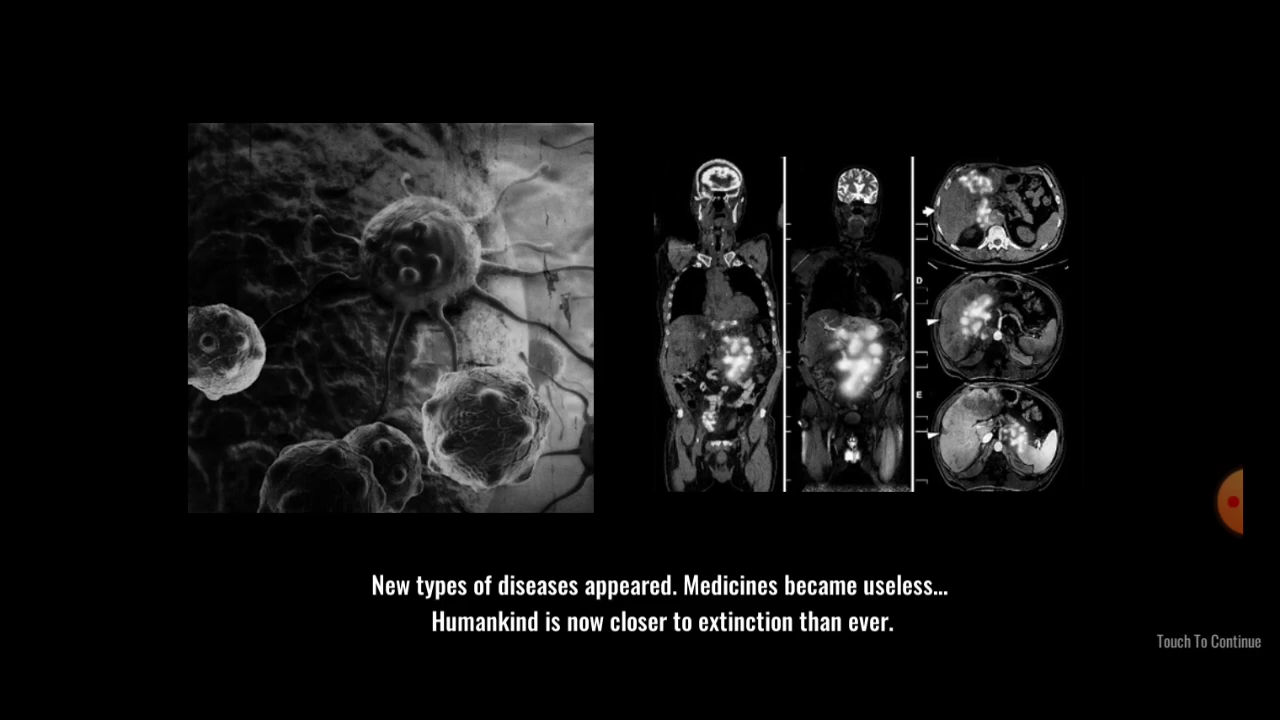 D
E
New types of diseases appeared. Medicines became useless...
Humankind is now closer to extinction than ever.
Touch To Continue